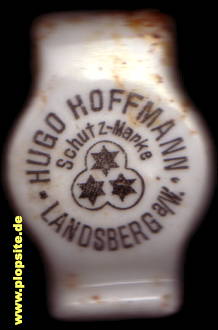 · HUGO HOFFMANN ·
Schutz-Marke
LANDSBERG a/W.
www.plopsite.de